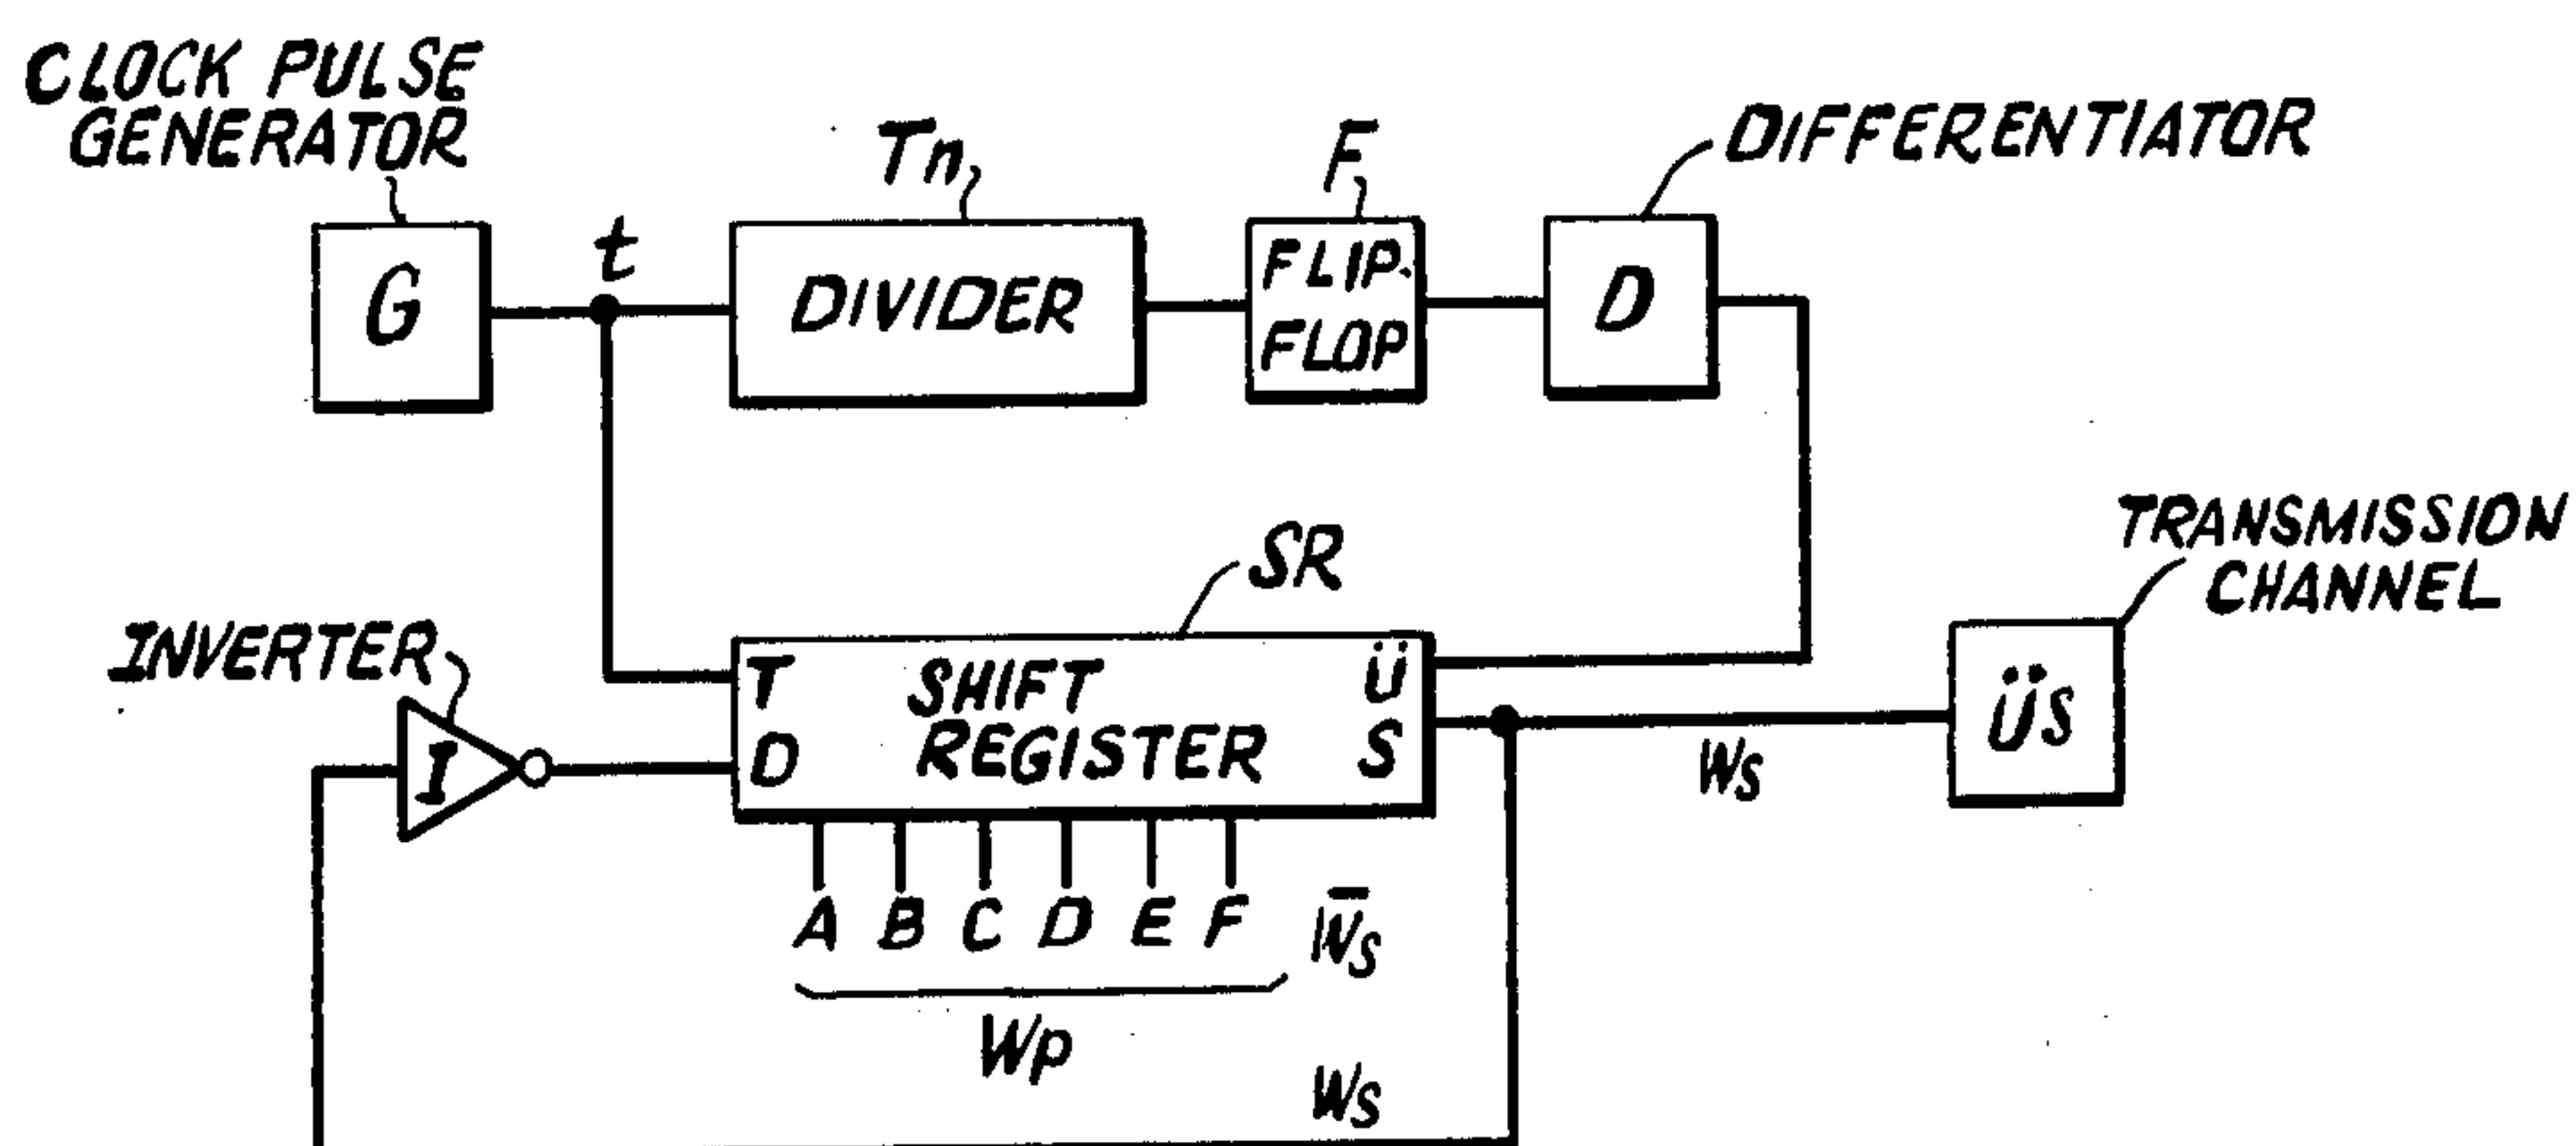 CLOCK PULSE
GENERATOR
G
t
Tn
DIVIDER
F
FLIP-
FLOP
DIFFERENTIATOR
D
SR
TRANSMISSION
CHANNEL
ÜS
INVERTER
I
T SHIFT Ü
D REGISTER S
Ws
A B C D E F W̅s
Wp
Ws